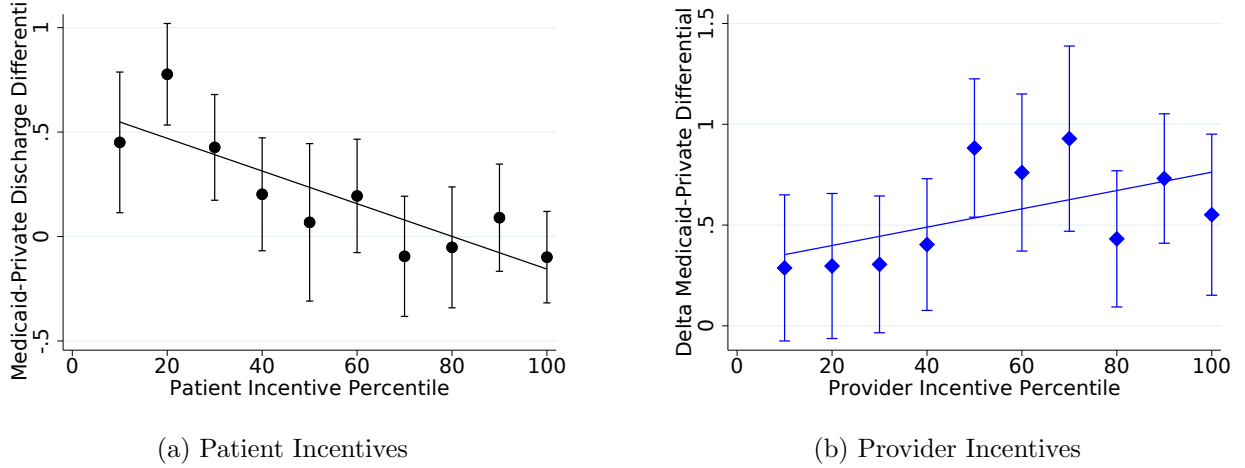 Medicaid-Private Discharge Differential
1
.5
0
-.5
0 20 40 60 80 100
Patient Incentive Percentile
(a) Patient Incentives
Delta Medicaid-Private Differential
1.5
1
.5
0
0 20 40 60 80 100
Provider Incentive Percentile
(b) Provider Incentives